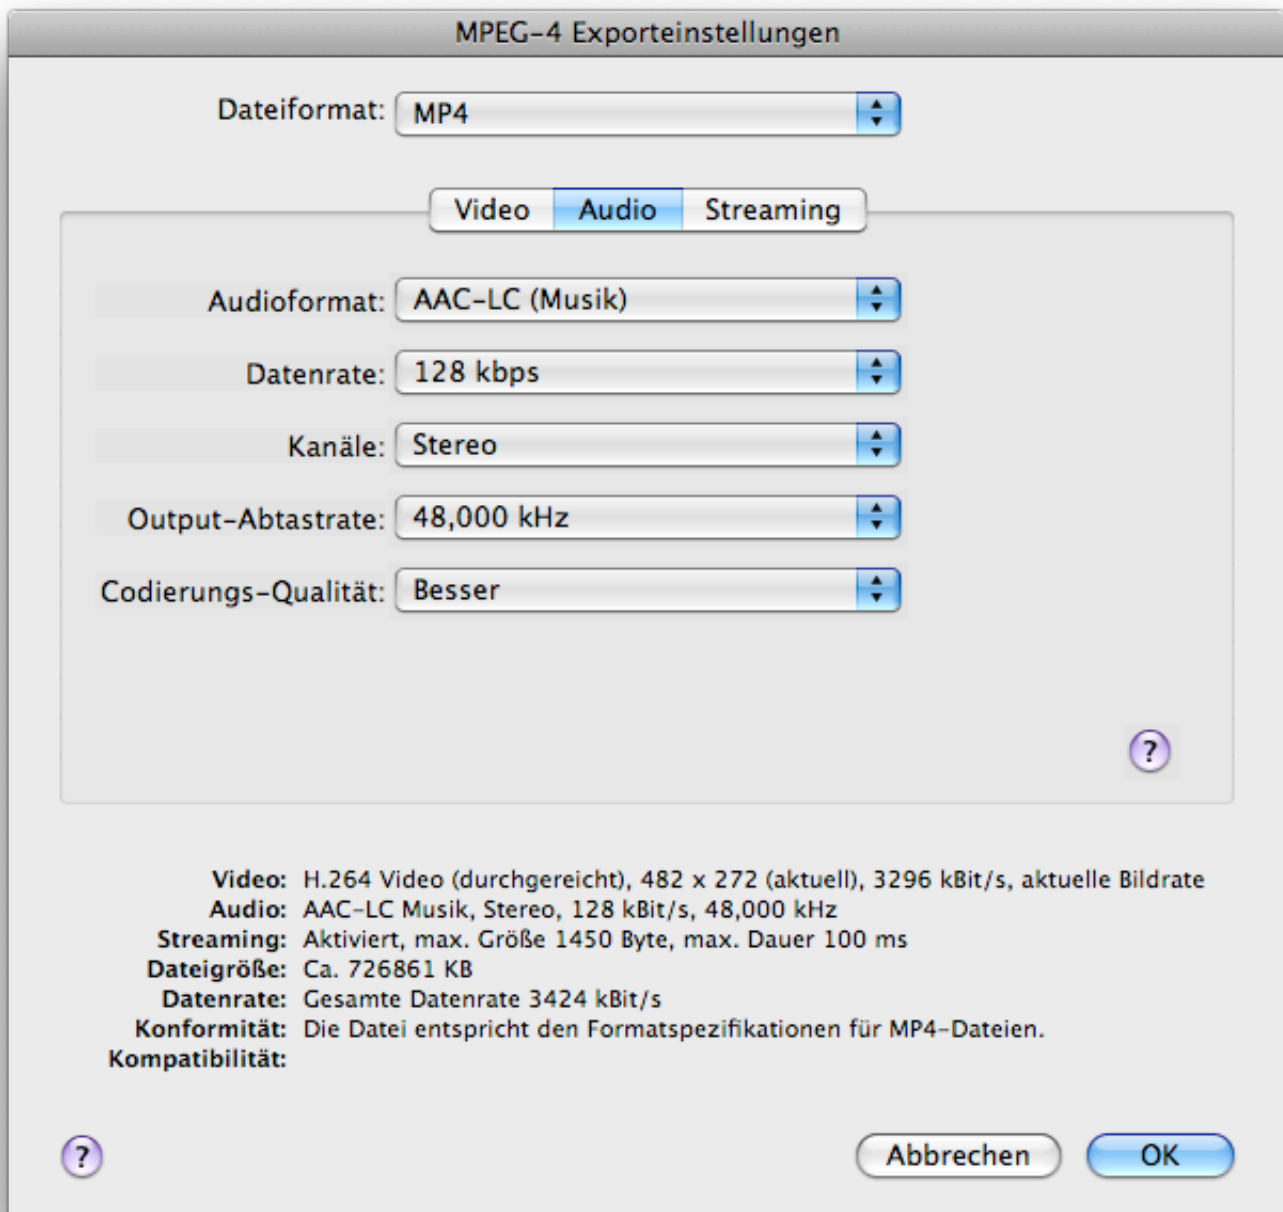 MPEG-4 Exporteinstellungen
Dateiformat: MP4
Video Audio Streaming
Audioformat: AAC-LC (Musik)
Datenrate: 128 kbps
Kanäle: Stereo
Output-Abtastrate: 48,000 kHz
Codierungs-Qualität: Besser
?
Video: H.264 Video (durchgereicht), 482 x 272 (aktuell), 3296 kBit/s, aktuelle Bildrate
Audio: AAC-LC Musik, Stereo, 128 kBit/s, 48,000 kHz
Streaming: Aktiviert, max. Größe 1450 Byte, max. Dauer 100 ms
Dateigröße: Ca. 726861 KB
Datenrate: Gesamte Datenrate 3424 kBit/s
Konformität: Die Datei entspricht den Formatspezifikationen für MP4-Dateien.
Kompatibilität:
? Abbrechen OK